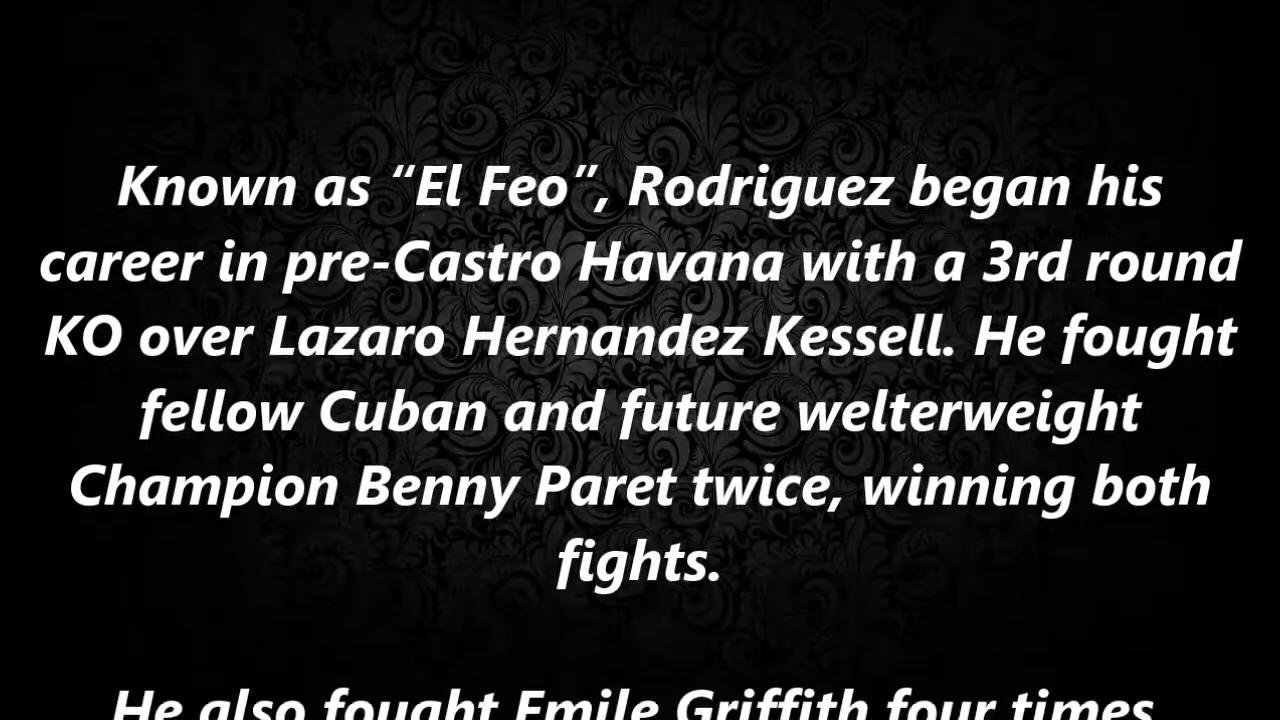 Known as “El Feo”, Rodriguez began his
career in pre-Castro Havana with a 3rd round
KO over Lazaro Hernandez Kessell. He fought
fellow Cuban and future welterweight
Champion Benny Paret twice, winning both
fights.
He also fought Emile Griffith four times